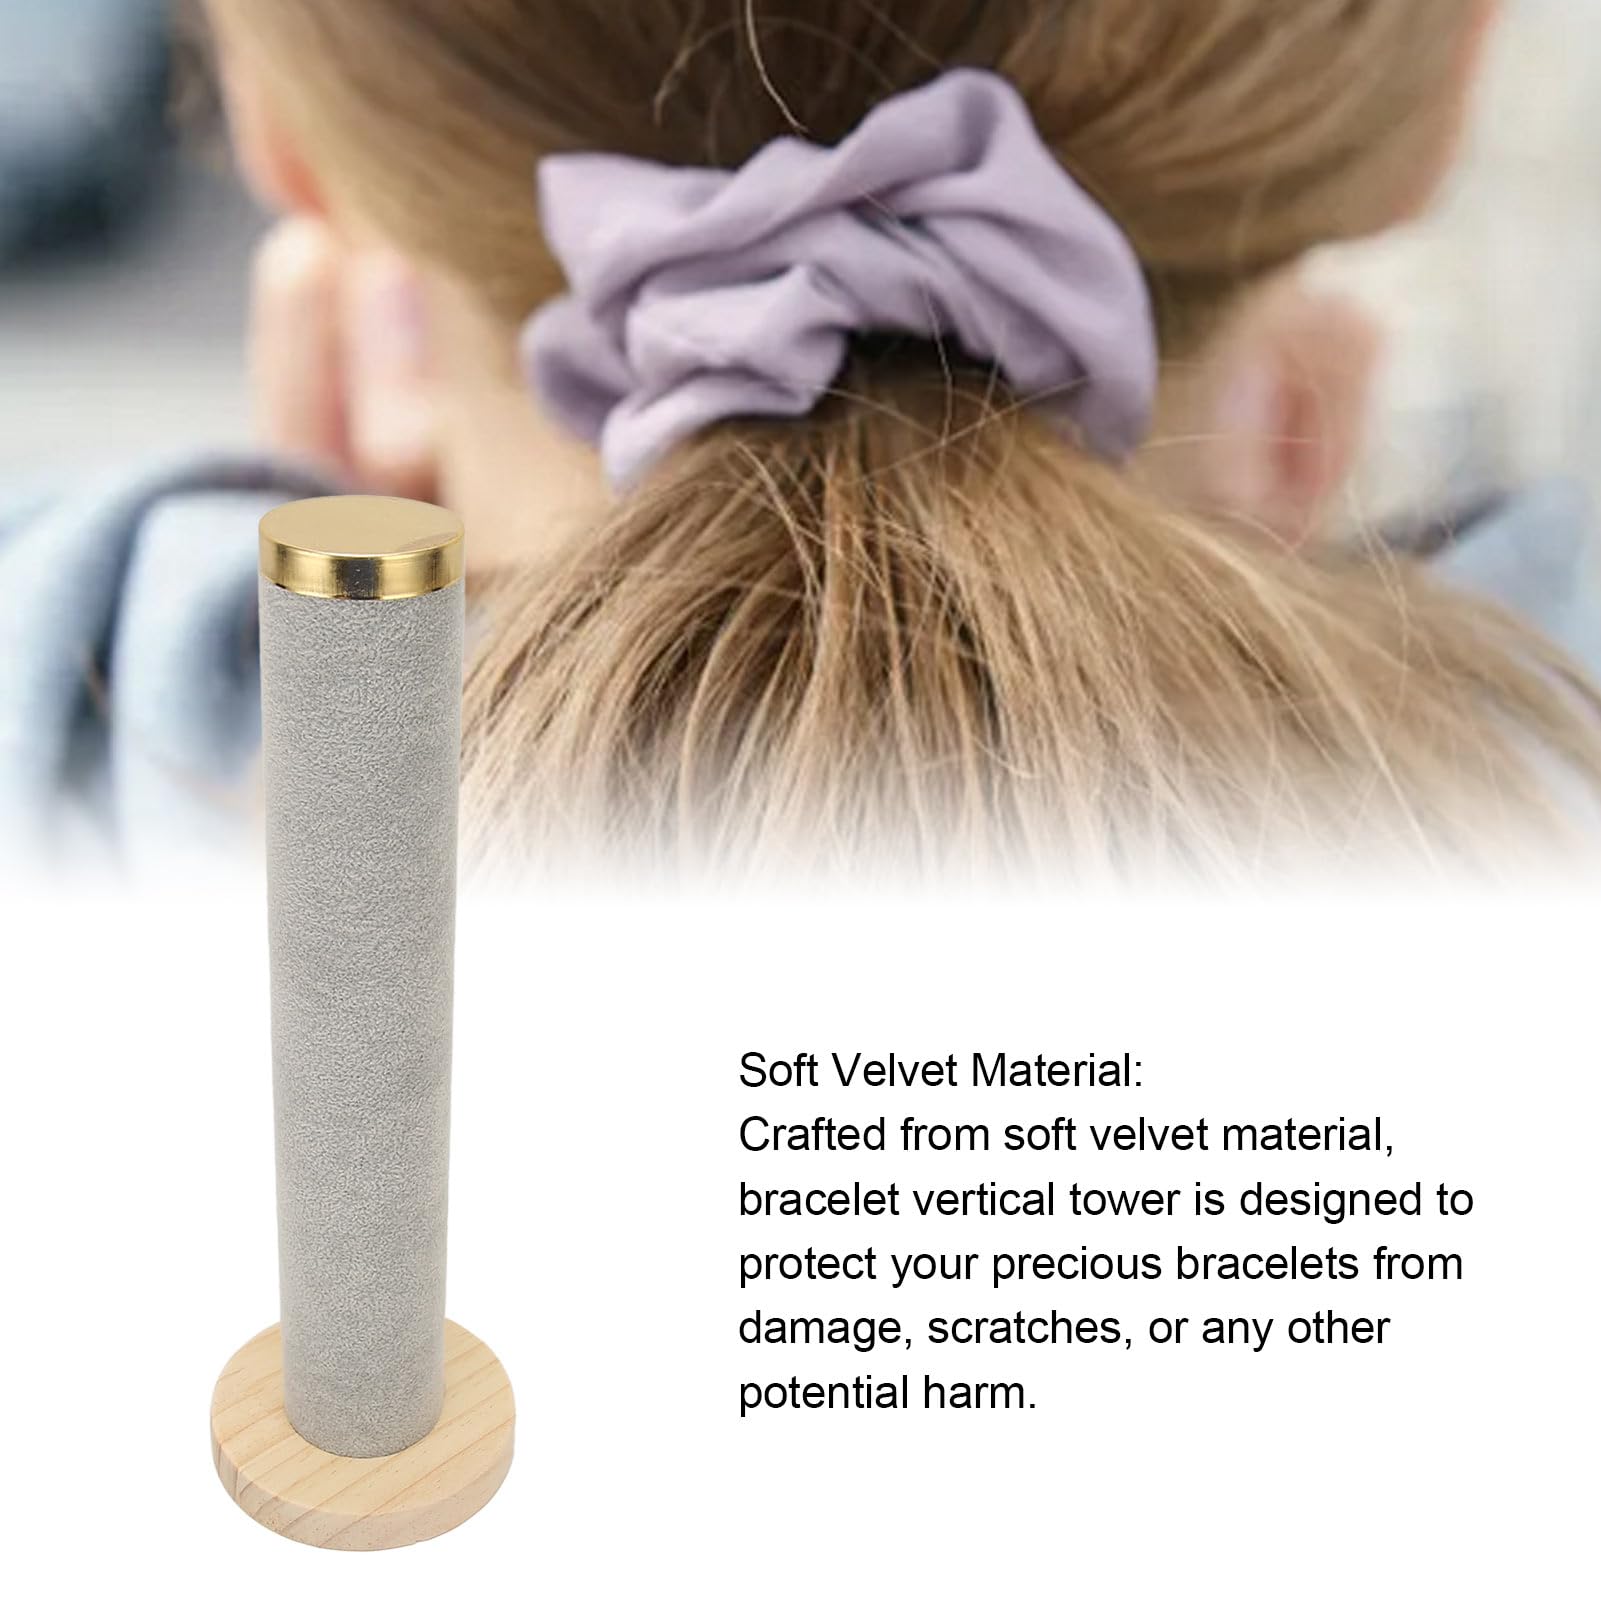 Soft Velvet Material:
Crafted from soft velvet material,
bracelet vertical tower is designed to
protect your precious bracelets from
damage, scratches, or any other
potential harm.